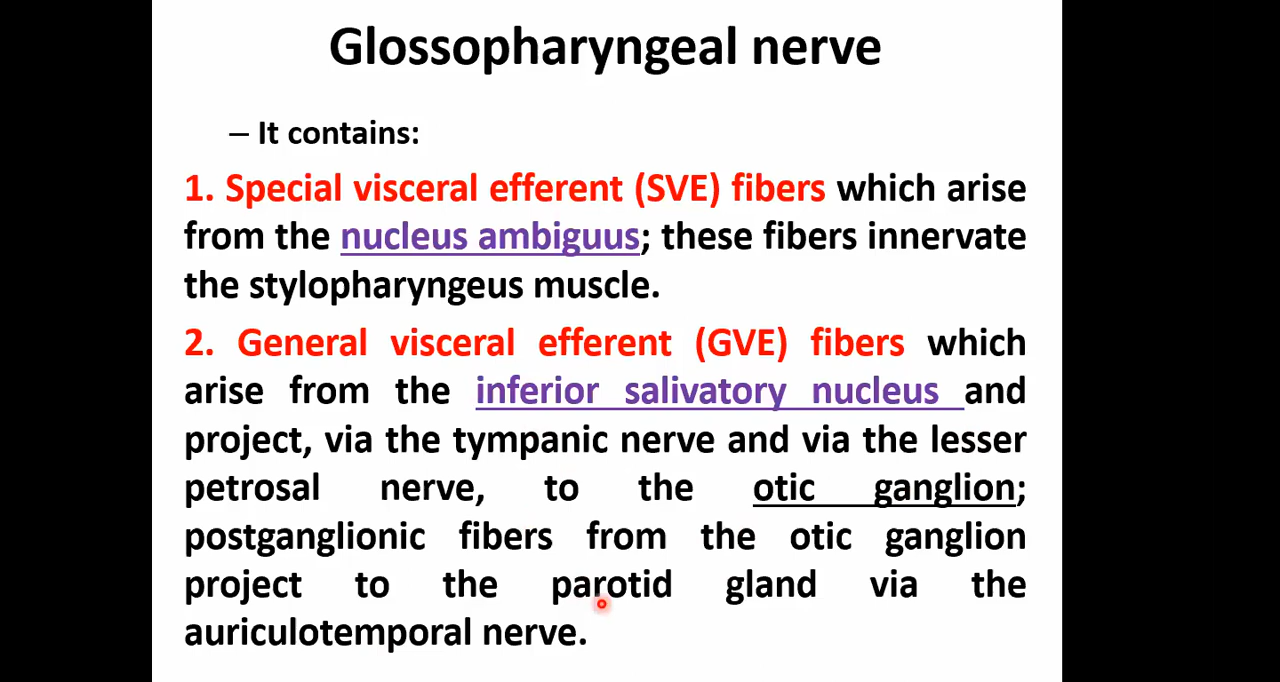 Glossopharyngeal nerve
– It contains:
1. Special visceral efferent (SVE) fibers which arise
from the nucleus ambiguus; these fibers innervate
the stylopharyngeus muscle.
2. General visceral efferent (GVE) fibers which
arise from the inferior salivatory nucleus and
project, via the tympanic nerve and via the lesser
petrosal nerve, to the otic ganglion;
postganglionic fibers from the otic ganglion
project to the parotid gland via the
auriculotemporal nerve.